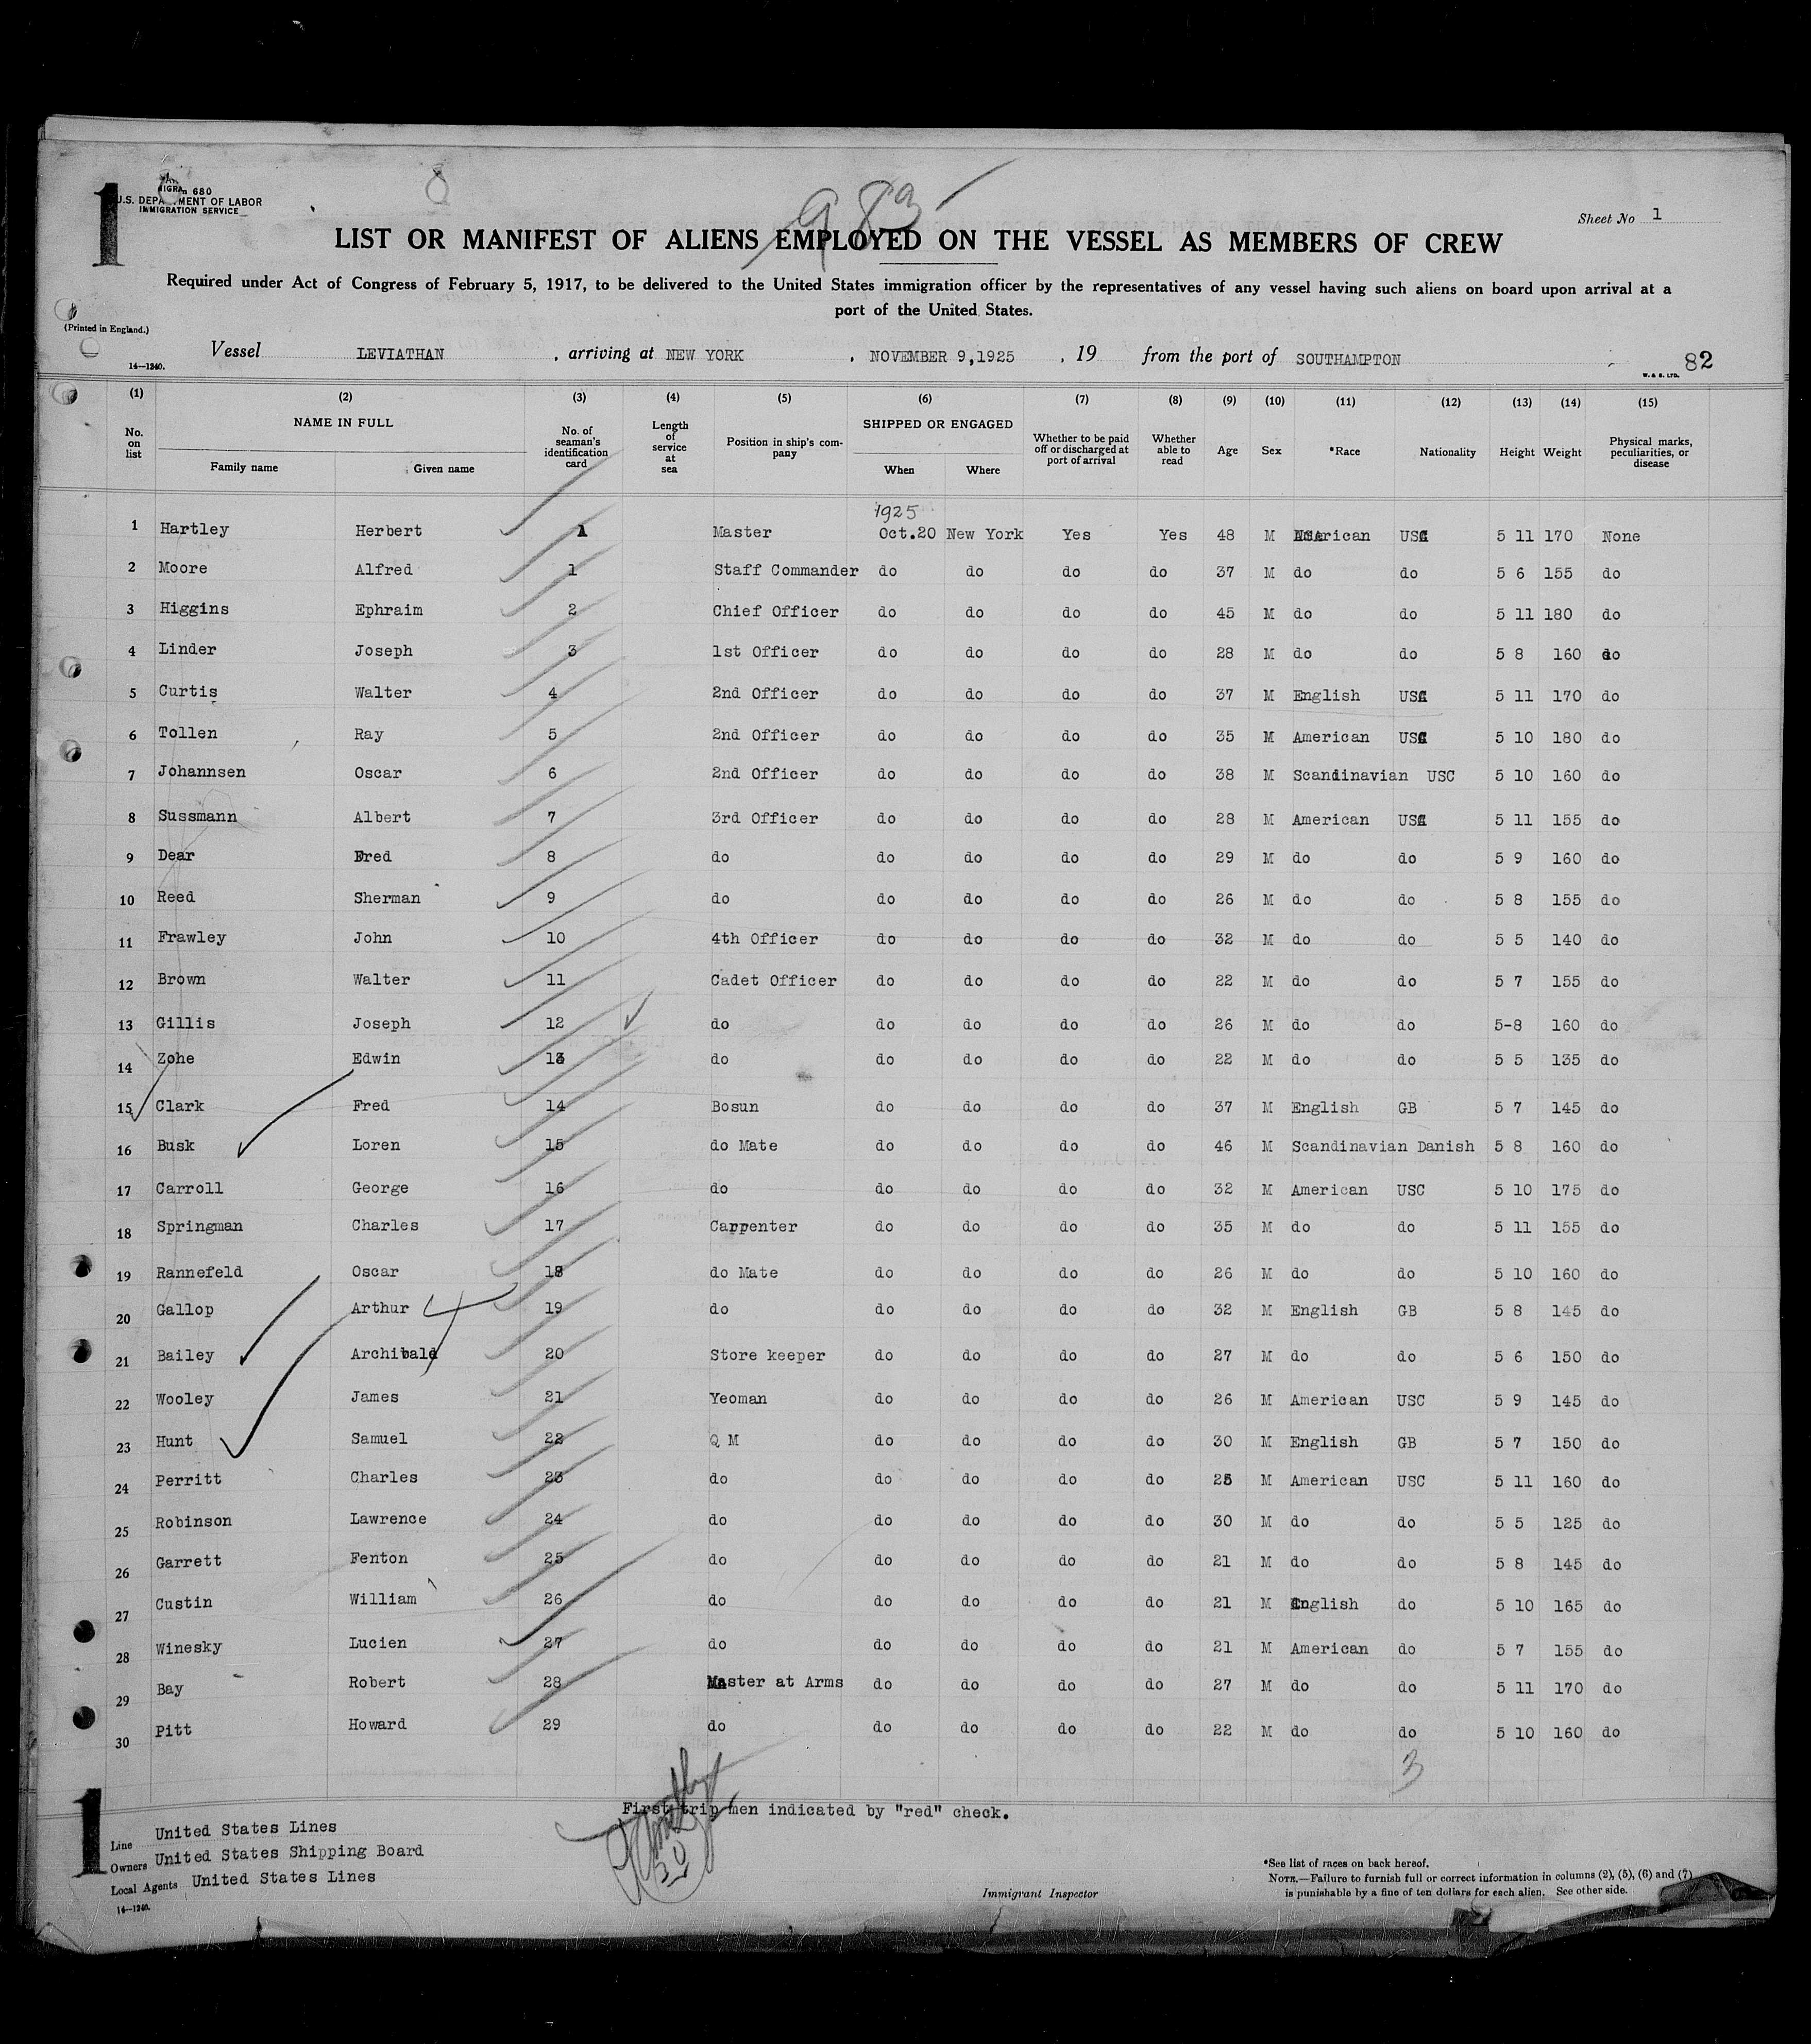 1
680
U.S. DEPARTMENT OF LABOR
IMMIGRATION SERVICE
8
983
Sheet No 1
LIST OR MANIFEST OF ALIENS EMPLOYED ON THE VESSEL AS MEMBERS OF CREW
Required under Act of Congress of February 5, 1917, to be delivered to the United States immigration officer by the representatives of any vessel having such aliens on board upon arrival at a
port of the United States.
(Printed in England.)
Vessel LEVIATHAN , arriving at NEW YORK , NOVEMBER 9,1925 , 19 from the port of SOUTHAMPTON
14—1240.
W. & S. LTD.
82
(1) (2) (3) (4) (5) (6) (7) (8) (9) (10) (11) (12) (13) (14) (15)
No. on list NAME IN FULL Family name Given name No. of seaman's identification card Length of service at sea Position in ship's company SHIPPED OR ENGAGED When Where Whether to be paid off or discharged at port of arrival Whether able to read Age Sex *Race Nationality Height Weight Physical marks, peculiarities, or disease
1925
1 Hartley Herbert 1 Master Oct.20 New York Yes Yes 48 M American USC 5 11 170 None
2 Moore Alfred 1 Staff Commander do do do do 37 M do do 5 6 155 do
3 Higgins Ephraim 2 Chief Officer do do do do 45 M do do 5 11 180 do
4 Linder Joseph 3 1st Officer do do do do 28 M do do 5 8 160 do
5 Curtis Walter 4 2nd Officer do do do do 37 M English USC 5 11 170 do
6 Tollen Ray 5 2nd Officer do do do do 35 M American USC 5 10 180 do
7 Johannsen Oscar 6 2nd Officer do do do do 38 M Scandinavian USC 5 10 160 do
8 Sussmann Albert 7 3rd Officer do do do do 28 M American USC 5 11 155 do
9 Dear Fred 8 do do do do do 29 M do do 5 9 160 do
10 Reed Sherman 9 do do do do do 26 M do do 5 8 155 do
11 Frawley John 10 4th Officer do do do do 32 M do do 5 5 140 do
12 Brown Walter 11 Cadet Officer do do do do 22 M do do 5 7 155 do
13 Gillis Joseph 12 do do do do do 26 M do do 5-8 160 do
14 Zohe Edwin 13 do do do do do 22 M do do 5 5 135 do
15 Clark Fred 14 Bosun do do do do 37 M English GB 5 7 145 do
16 Busk Loren 15 do Mate do do do do 46 M Scandinavian Danish 5 8 160 do
17 Carroll George 16 do do do do do 32 M American USC 5 10 175 do
18 Springman Charles 17 Carpenter do do do do 35 M do do 5 11 155 do
19 Rannefeld Oscar 18 do Mate do do do do 26 M do do 5 10 160 do
20 Gallop Arthur 19 do do do do do 32 M English GB 5 8 145 do
21 Bailey Archibald 20 Store keeper do do do do 27 M do do 5 6 150 do
22 Wooley James 21 Yeoman do do do do 26 M American USC 5 9 145 do
23 Hunt Samuel 22 Q M do do do do 30 M English GB 5 7 150 do
24 Perritt Charles 23 do do do do do 25 M American USC 5 11 160 do
25 Robinson Lawrence 24 do do do do do 30 M do do 5 5 125 do
26 Garrett Fenton 25 do do do do do 21 M do do 5 8 145 do
27 Custin William 26 do do do do do 21 M English do 5 10 165 do
28 Winesky Lucien 27 do do do do do 21 M American do 5 7 155 do
29 Bay Robert 28 Master at Arms do do do do 27 M do do 5 11 170 do
30 Pitt Howard 29 do do do do do 22 M do do 5 10 160 do
3
First trip men indicated by "red" check.
30
1
Line United States Lines
Owners United States Shipping Board
Local Agents United States Lines
14—1240.
Immigrant Inspector
*See list of races on back hereof.
NOTE.—Failure to furnish full or correct information in columns (2), (5), (6) and (7)
is punishable by a fine of ten dollars for each alien. See other side.